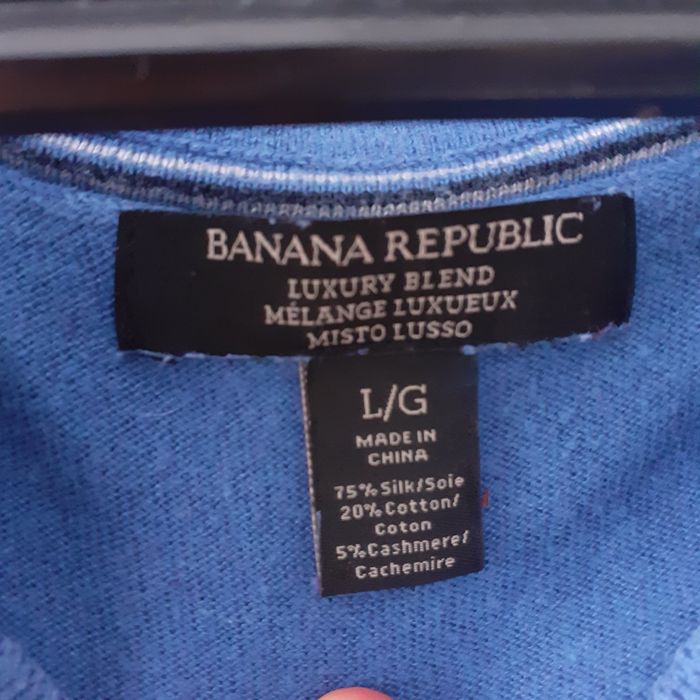 BANANA REPUBLIC
LUXURY BLEND
MÉLANGE LUXUEUX
MISTO LUSSO
L/G
MADE IN
CHINA
75% Silk/Soie
20% Cotton/
Coton
5% Cashmere/
Cachemire